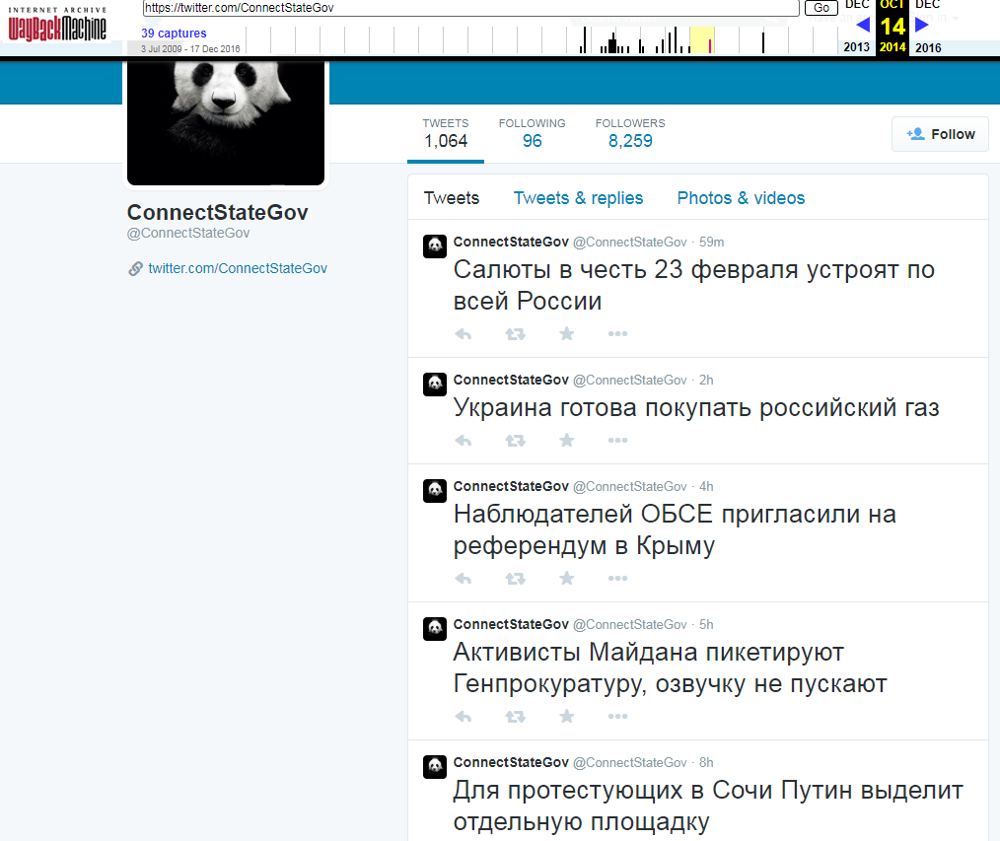 INTERNET ARCHIVE
WayBackMachine
https://twitter.com/ConnectStateGov
Go
39 captures
3 Jul 2009 - 17 Dec 2016
DEC OCT DEC
14
2013 2014 2016
TWEETS FOLLOWING FOLLOWERS
1,064 96 8,259
Follow
ConnectStateGov
@ConnectStateGov
twitter.com/ConnectStateGov
Tweets Tweets & replies Photos & videos
ConnectStateGov @ConnectStateGov · 59m
Салюты в честь 23 февраля устроят по
всей России
ConnectStateGov @ConnectStateGov · 2h
Украина готова покупать российский газ
ConnectStateGov @ConnectStateGov · 4h
Наблюдателей ОБСЕ пригласили на
референдум в Крыму
ConnectStateGov @ConnectStateGov · 5h
Активисты Майдана пикетируют
Генпрокуратуру, озвучку не пускают
ConnectStateGov @ConnectStateGov · 8h
Для протестующих в Сочи Путин выделит
отдельную площадку